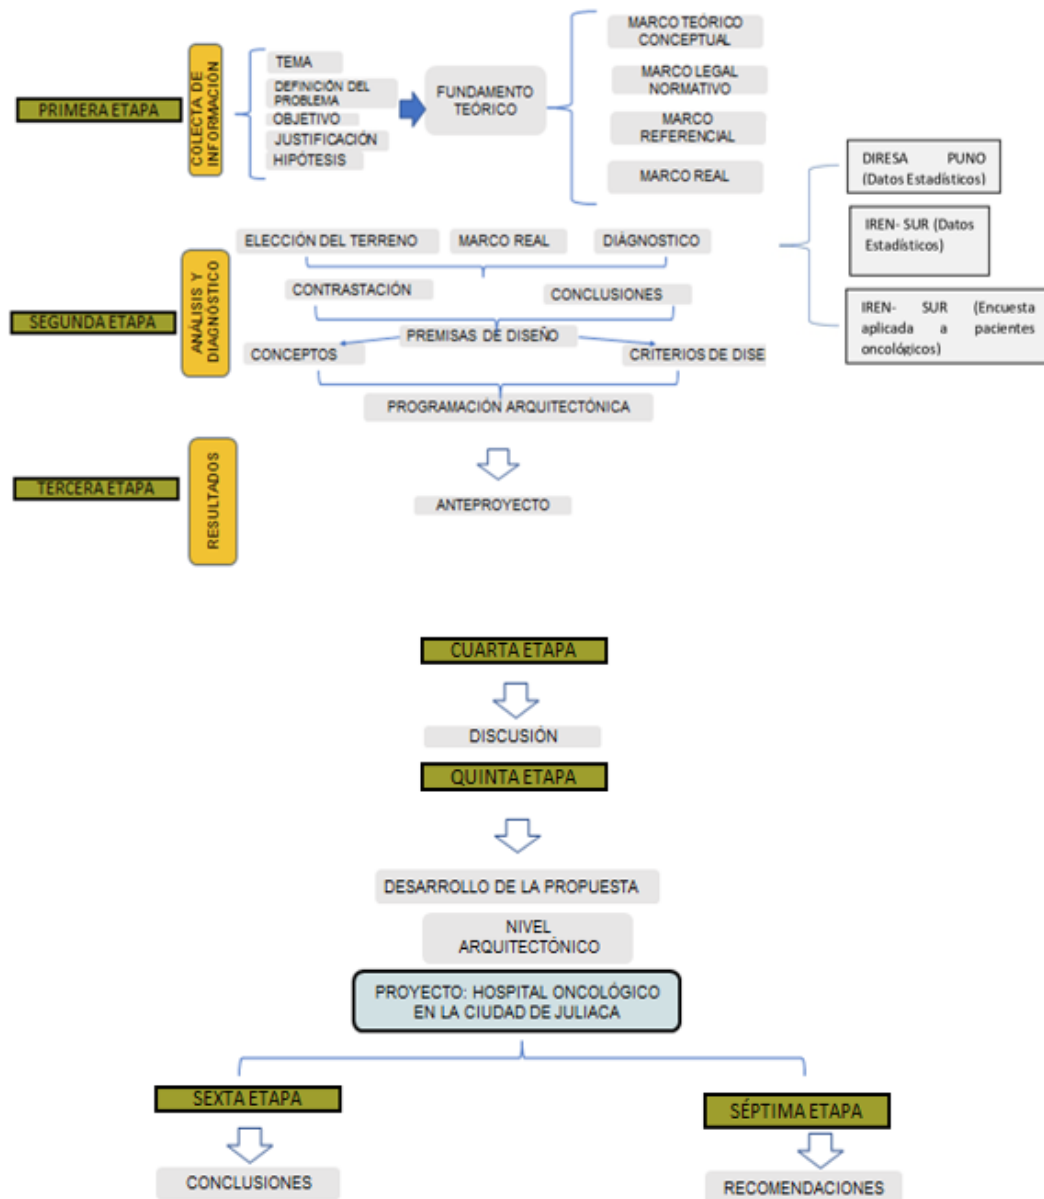 PRIMERA ETAPA
COLECTA DE
INFORMACIÓN
TEMA
DEFINICIÓN DEL
PROBLEMA
OBJETIVO
JUSTIFICACIÓN
HIPÓTESIS
FUNDAMENTO
TEÓRICO
MARCO TEÓRICO
CONCEPTUAL
MARCO LEGAL
NORMATIVO
MARCO
REFERENCIAL
MARCO REAL
DIRESA PUNO
(Datos Estadísticos)
IREN- SUR (Datos
Estadísticos)
IREN- SUR (Encuesta
aplicada a pacientes
oncológicos)
SEGUNDA ETAPA
ANÁLISIS Y
DIAGNÓSTICO
ELECCIÓN DEL TERRENO
MARCO REAL
DIÁGNOSTICO
CONTRASTACIÓN
CONCLUSIONES
PREMISAS DE DISEÑO
CONCEPTOS
CRITERIOS DE DISE
PROGRAMACIÓN ARQUITECTÓNICA
TERCERA ETAPA
RESULTADOS
ANTEPROYECTO
CUARTA ETAPA
DISCUSIÓN
QUINTA ETAPA
DESARROLLO DE LA PROPUESTA
NIVEL
ARQUITECTÓNICO
PROYECTO: HOSPITAL ONCOLÓGICO
EN LA CIUDAD DE JULIACA
SEXTA ETAPA
CONCLUSIONES
SÉPTIMA ETAPA
RECOMENDACIONES